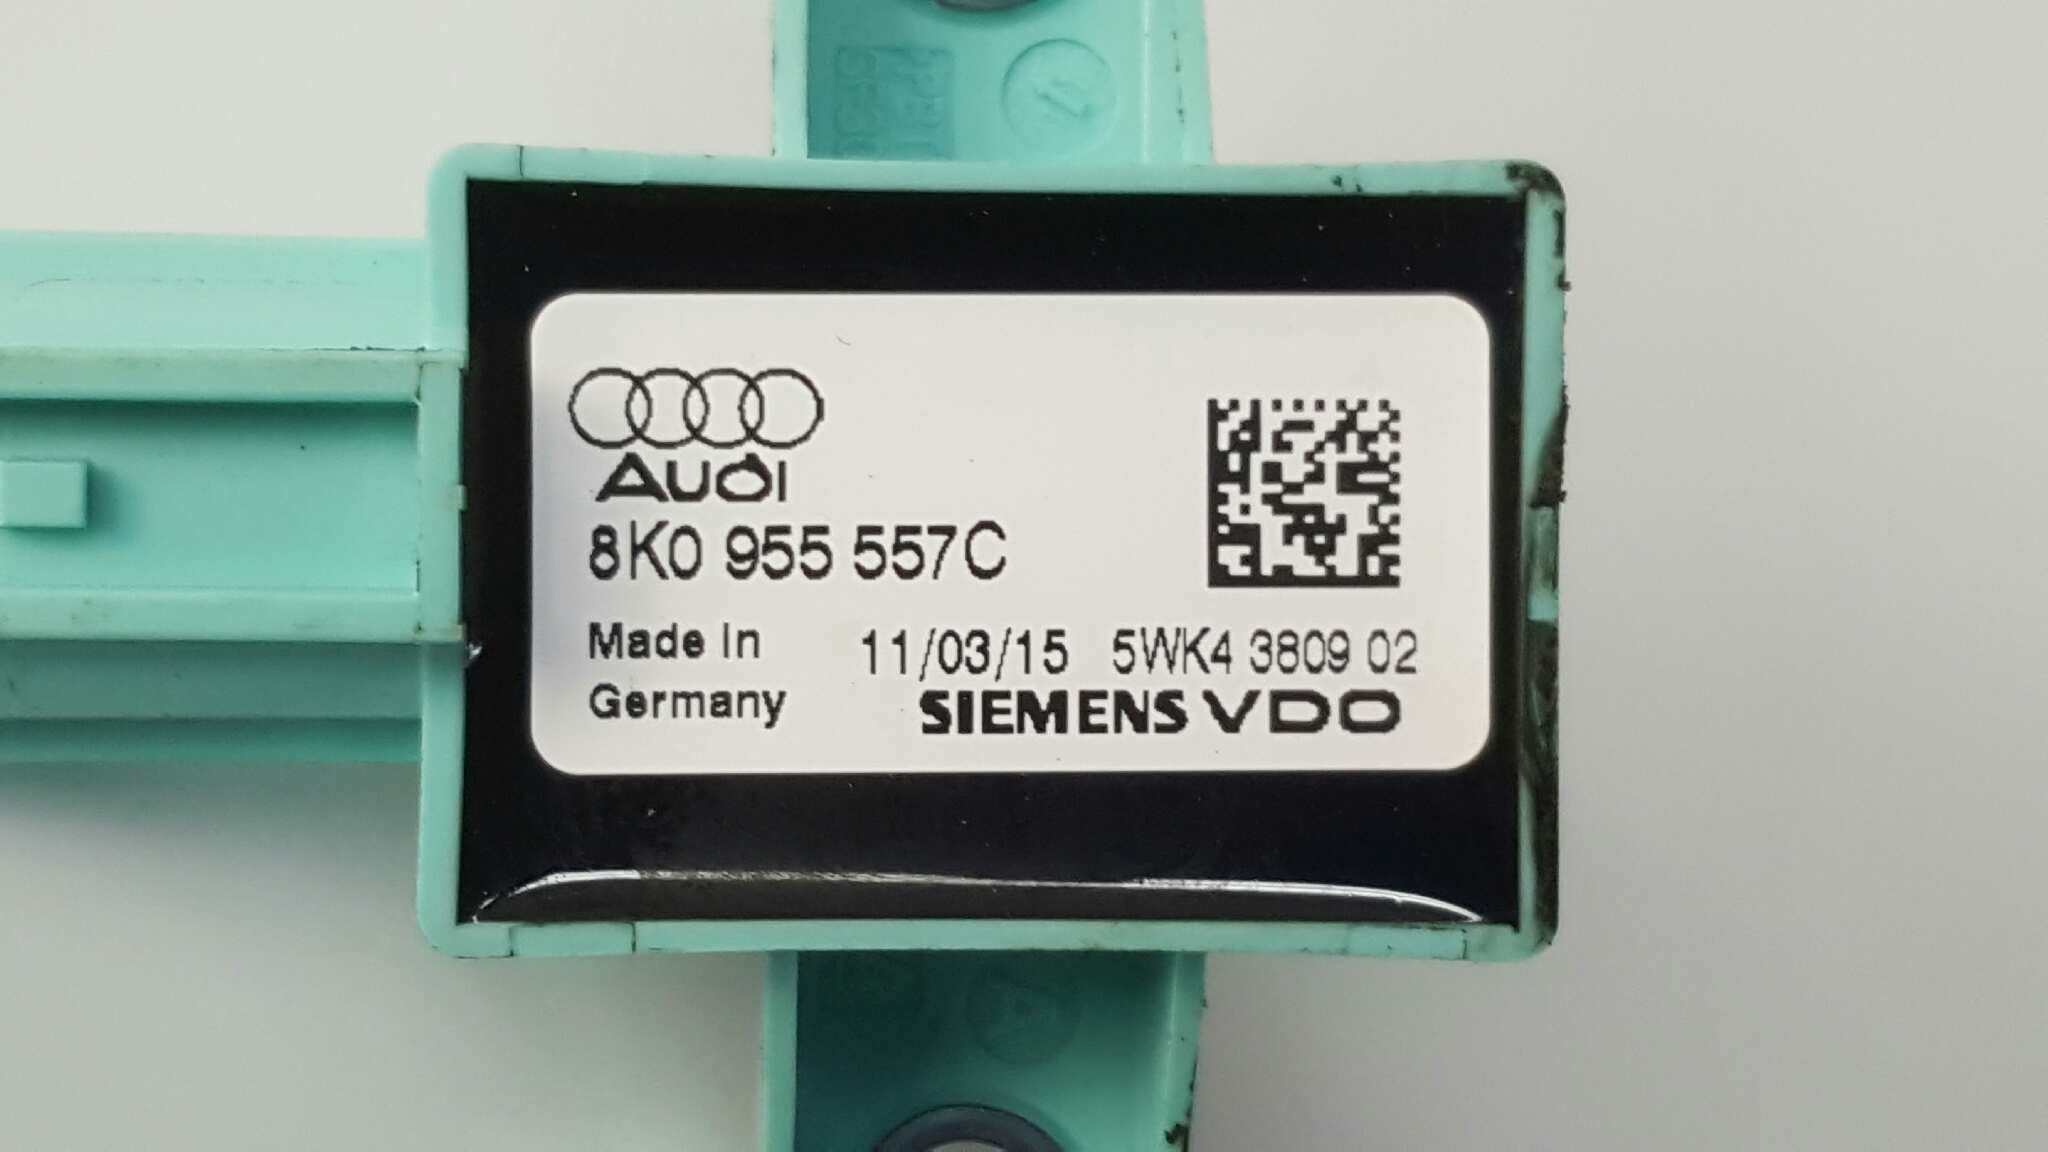 AUDI
8K0 955 557C
Made In
Germany
11/03/15 5WK4 3809 02
SIEMENS VDO